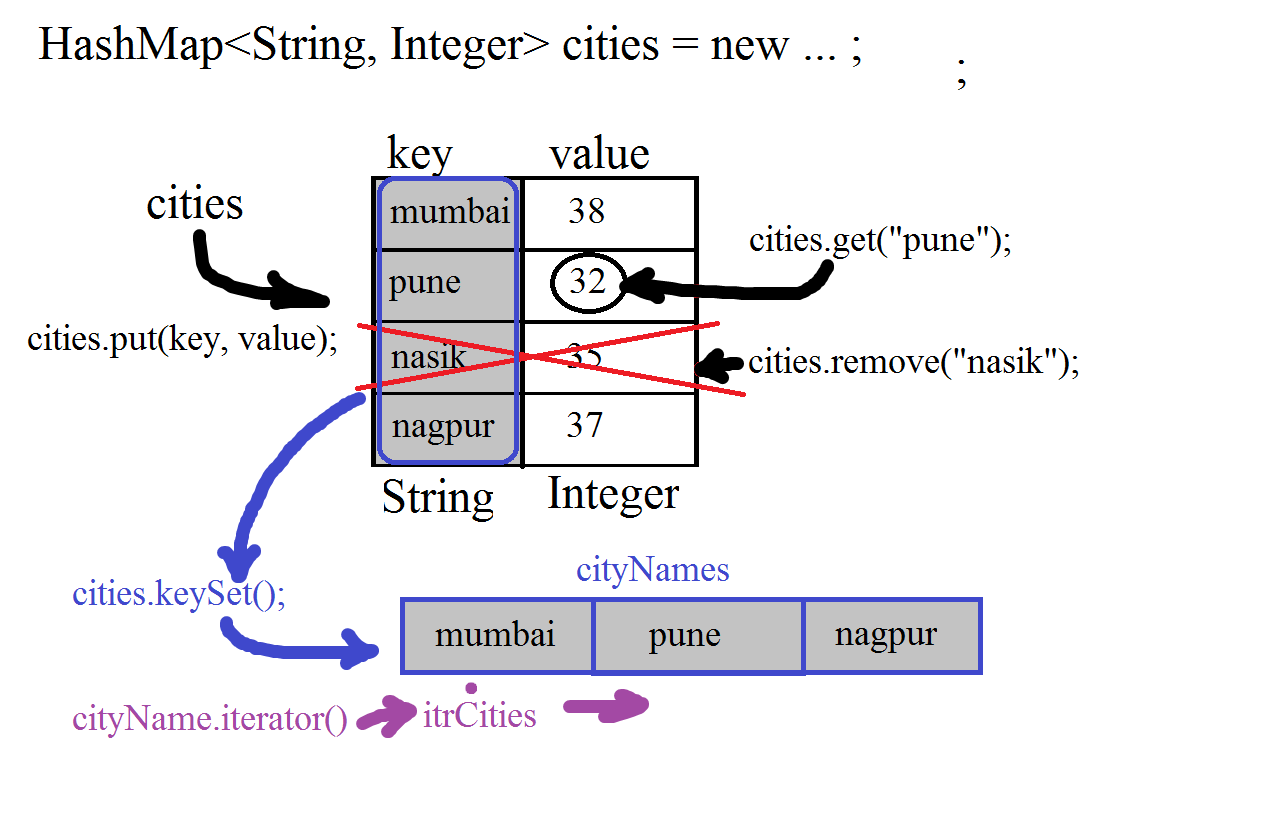 HashMap<String, Integer> cities = new ... ;
;
key value
cities
mumbai 38
cities.get("pune");
pune 32
cities.put(key, value);
nasik 35
cities.remove("nasik");
nagpur 37
String Integer
cityNames
cities.keySet();
mumbai pune nagpur
cityName.iterator() itrCities